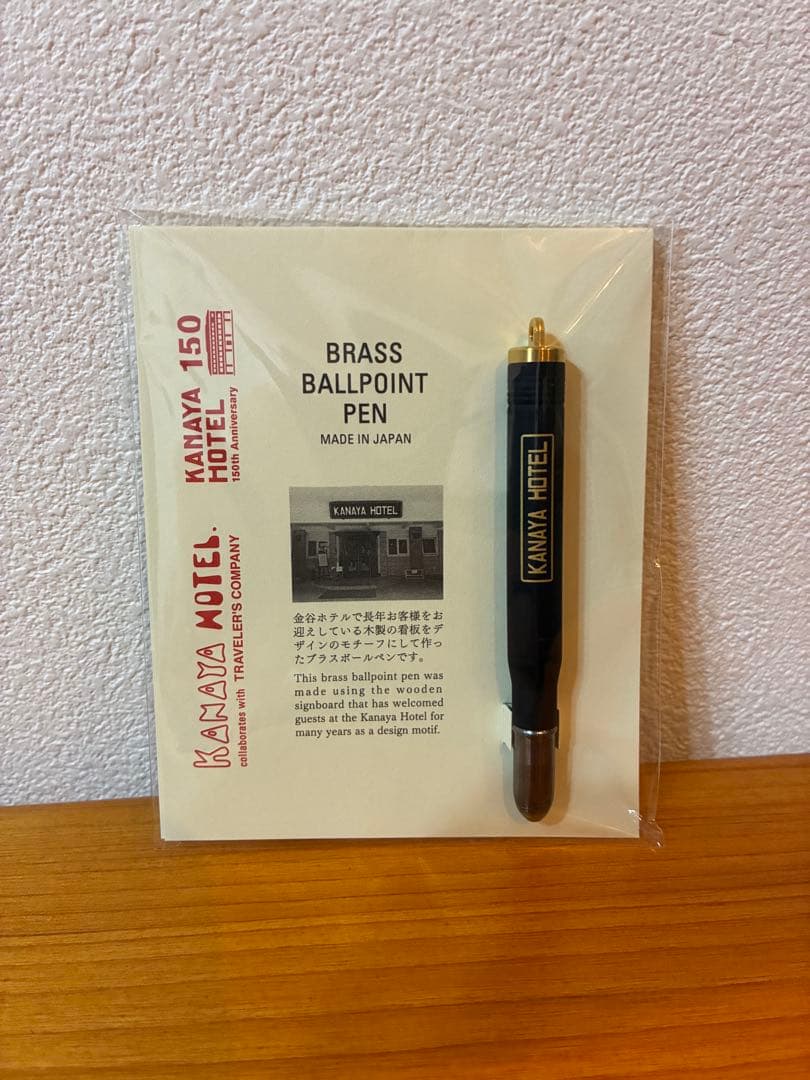 KANAYA 150
HOTEL
150th Anniversary
KANAYA HOTEL.
collaborates with TRAVELER'S COMPANY
BRASS
BALLPOINT
PEN
MADE IN JAPAN
KANAYA HOTEL
金谷ホテルで長年お客様をお
迎えしている木製の看板をデ
ザインのモチーフにして作っ
たブラスボールペンです。
This brass ballpoint pen was
made using the wooden
signboard that has welcomed
guests at the Kanaya Hotel for
many years as a design motif.
KANAYA HOTEL